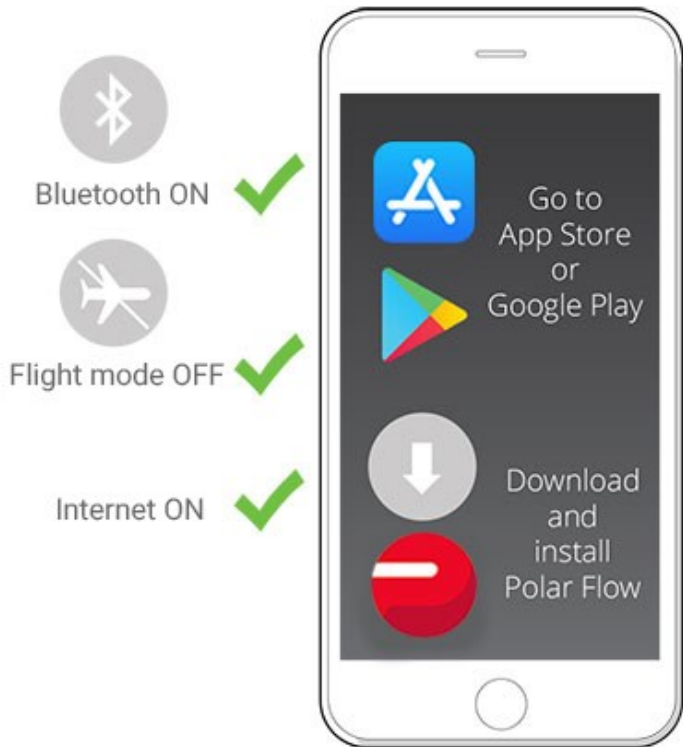 Bluetooth ON
Flight mode OFF
Internet ON
Go to
App Store
or
Google Play
Download
and
install
Polar Flow